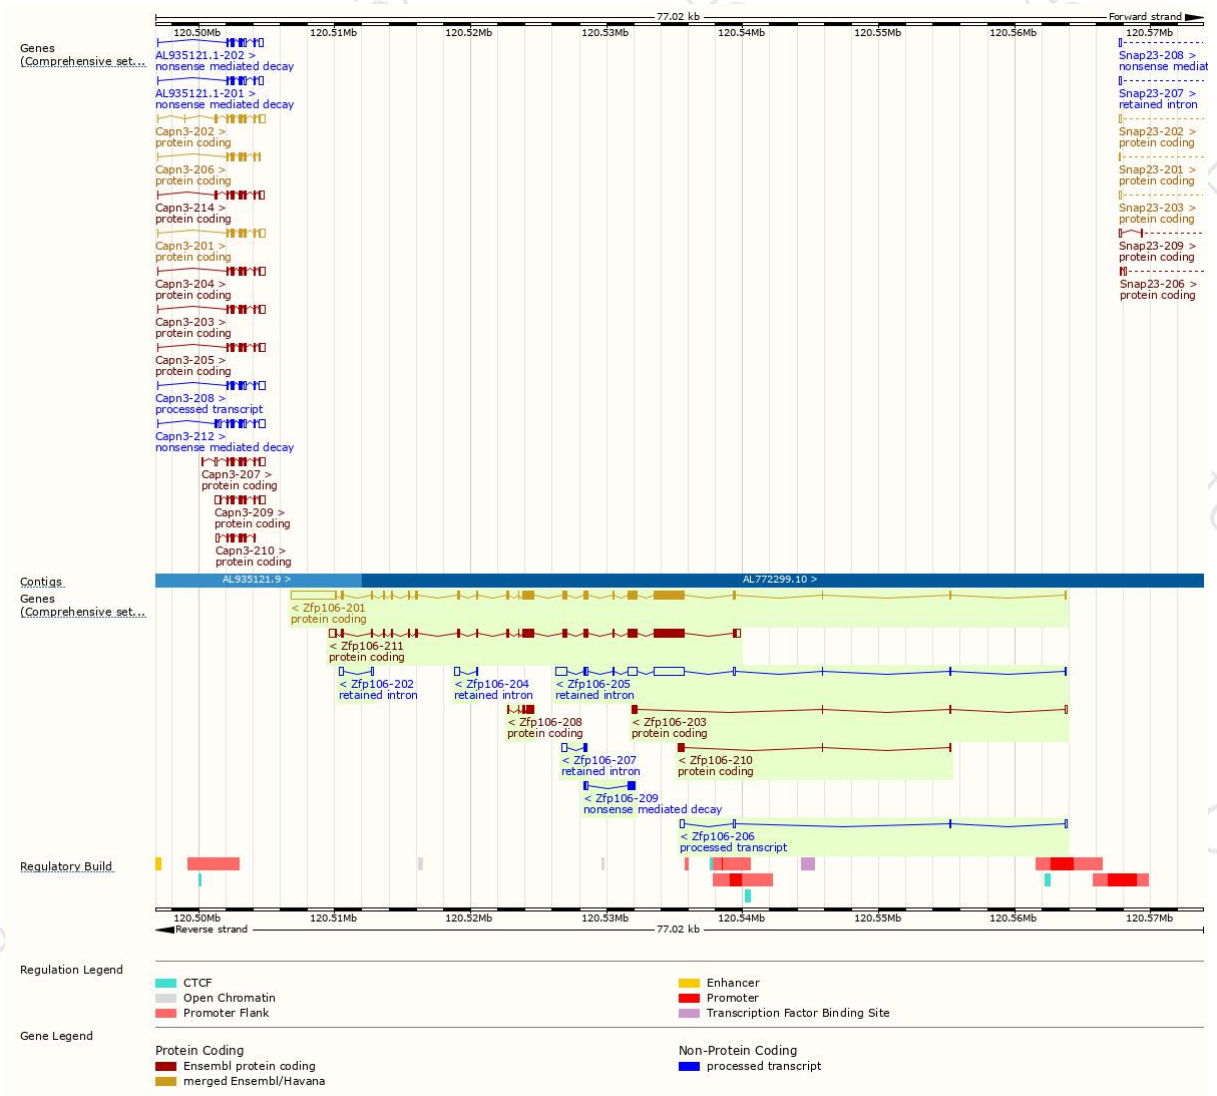 77.02 kb
Forward strand
120.50Mb 120.51Mb 120.52Mb 120.53Mb 120.54Mb 120.55Mb 120.56Mb 120.57Mb
Genes
(Comprehensive set...
AL935121.1-202 >
nonsense mediated decay
AL935121.1-201 >
nonsense mediated decay
Capn3-202 >
protein coding
Capn3-206 >
protein coding
Capn3-214 >
protein coding
Capn3-201 >
protein coding
Capn3-204 >
protein coding
Capn3-203 >
protein coding
Capn3-205 >
protein coding
Capn3-208 >
processed transcript
Capn3-212 >
nonsense mediated decay
Capn3-207 >
protein coding
Capn3-209 >
protein coding
Capn3-210 >
protein coding
Snap23-208 >
nonsense mediat
Snap23-207 >
retained intron
Snap23-202 >
protein coding
Snap23-201 >
protein coding
Snap23-203 >
protein coding
Snap23-209 >
protein coding
Snap23-206 >
protein coding
Contigs
AL935121.9 >
AL772299.10 >
Genes
(Comprehensive set...
< Zfp106-201
protein coding
< Zfp106-211
protein coding
< Zfp106-202
retained intron
< Zfp106-204
retained intron
< Zfp106-205
retained intron
< Zfp106-208
protein coding
< Zfp106-203
protein coding
< Zfp106-207
retained intron
< Zfp106-210
protein coding
< Zfp106-209
nonsense mediated decay
< Zfp106-206
processed transcript
Regulatory Build
120.50Mb 120.51Mb 120.52Mb 120.53Mb 120.54Mb 120.55Mb 120.56Mb 120.57Mb
Reverse strand
77.02 kb
Regulation Legend
CTCF
Open Chromatin
Promoter Flank
Enhancer
Promoter
Transcription Factor Binding Site
Gene Legend
Protein Coding
Ensembl protein coding
merged Ensembl/Havana
Non-Protein Coding
processed transcript